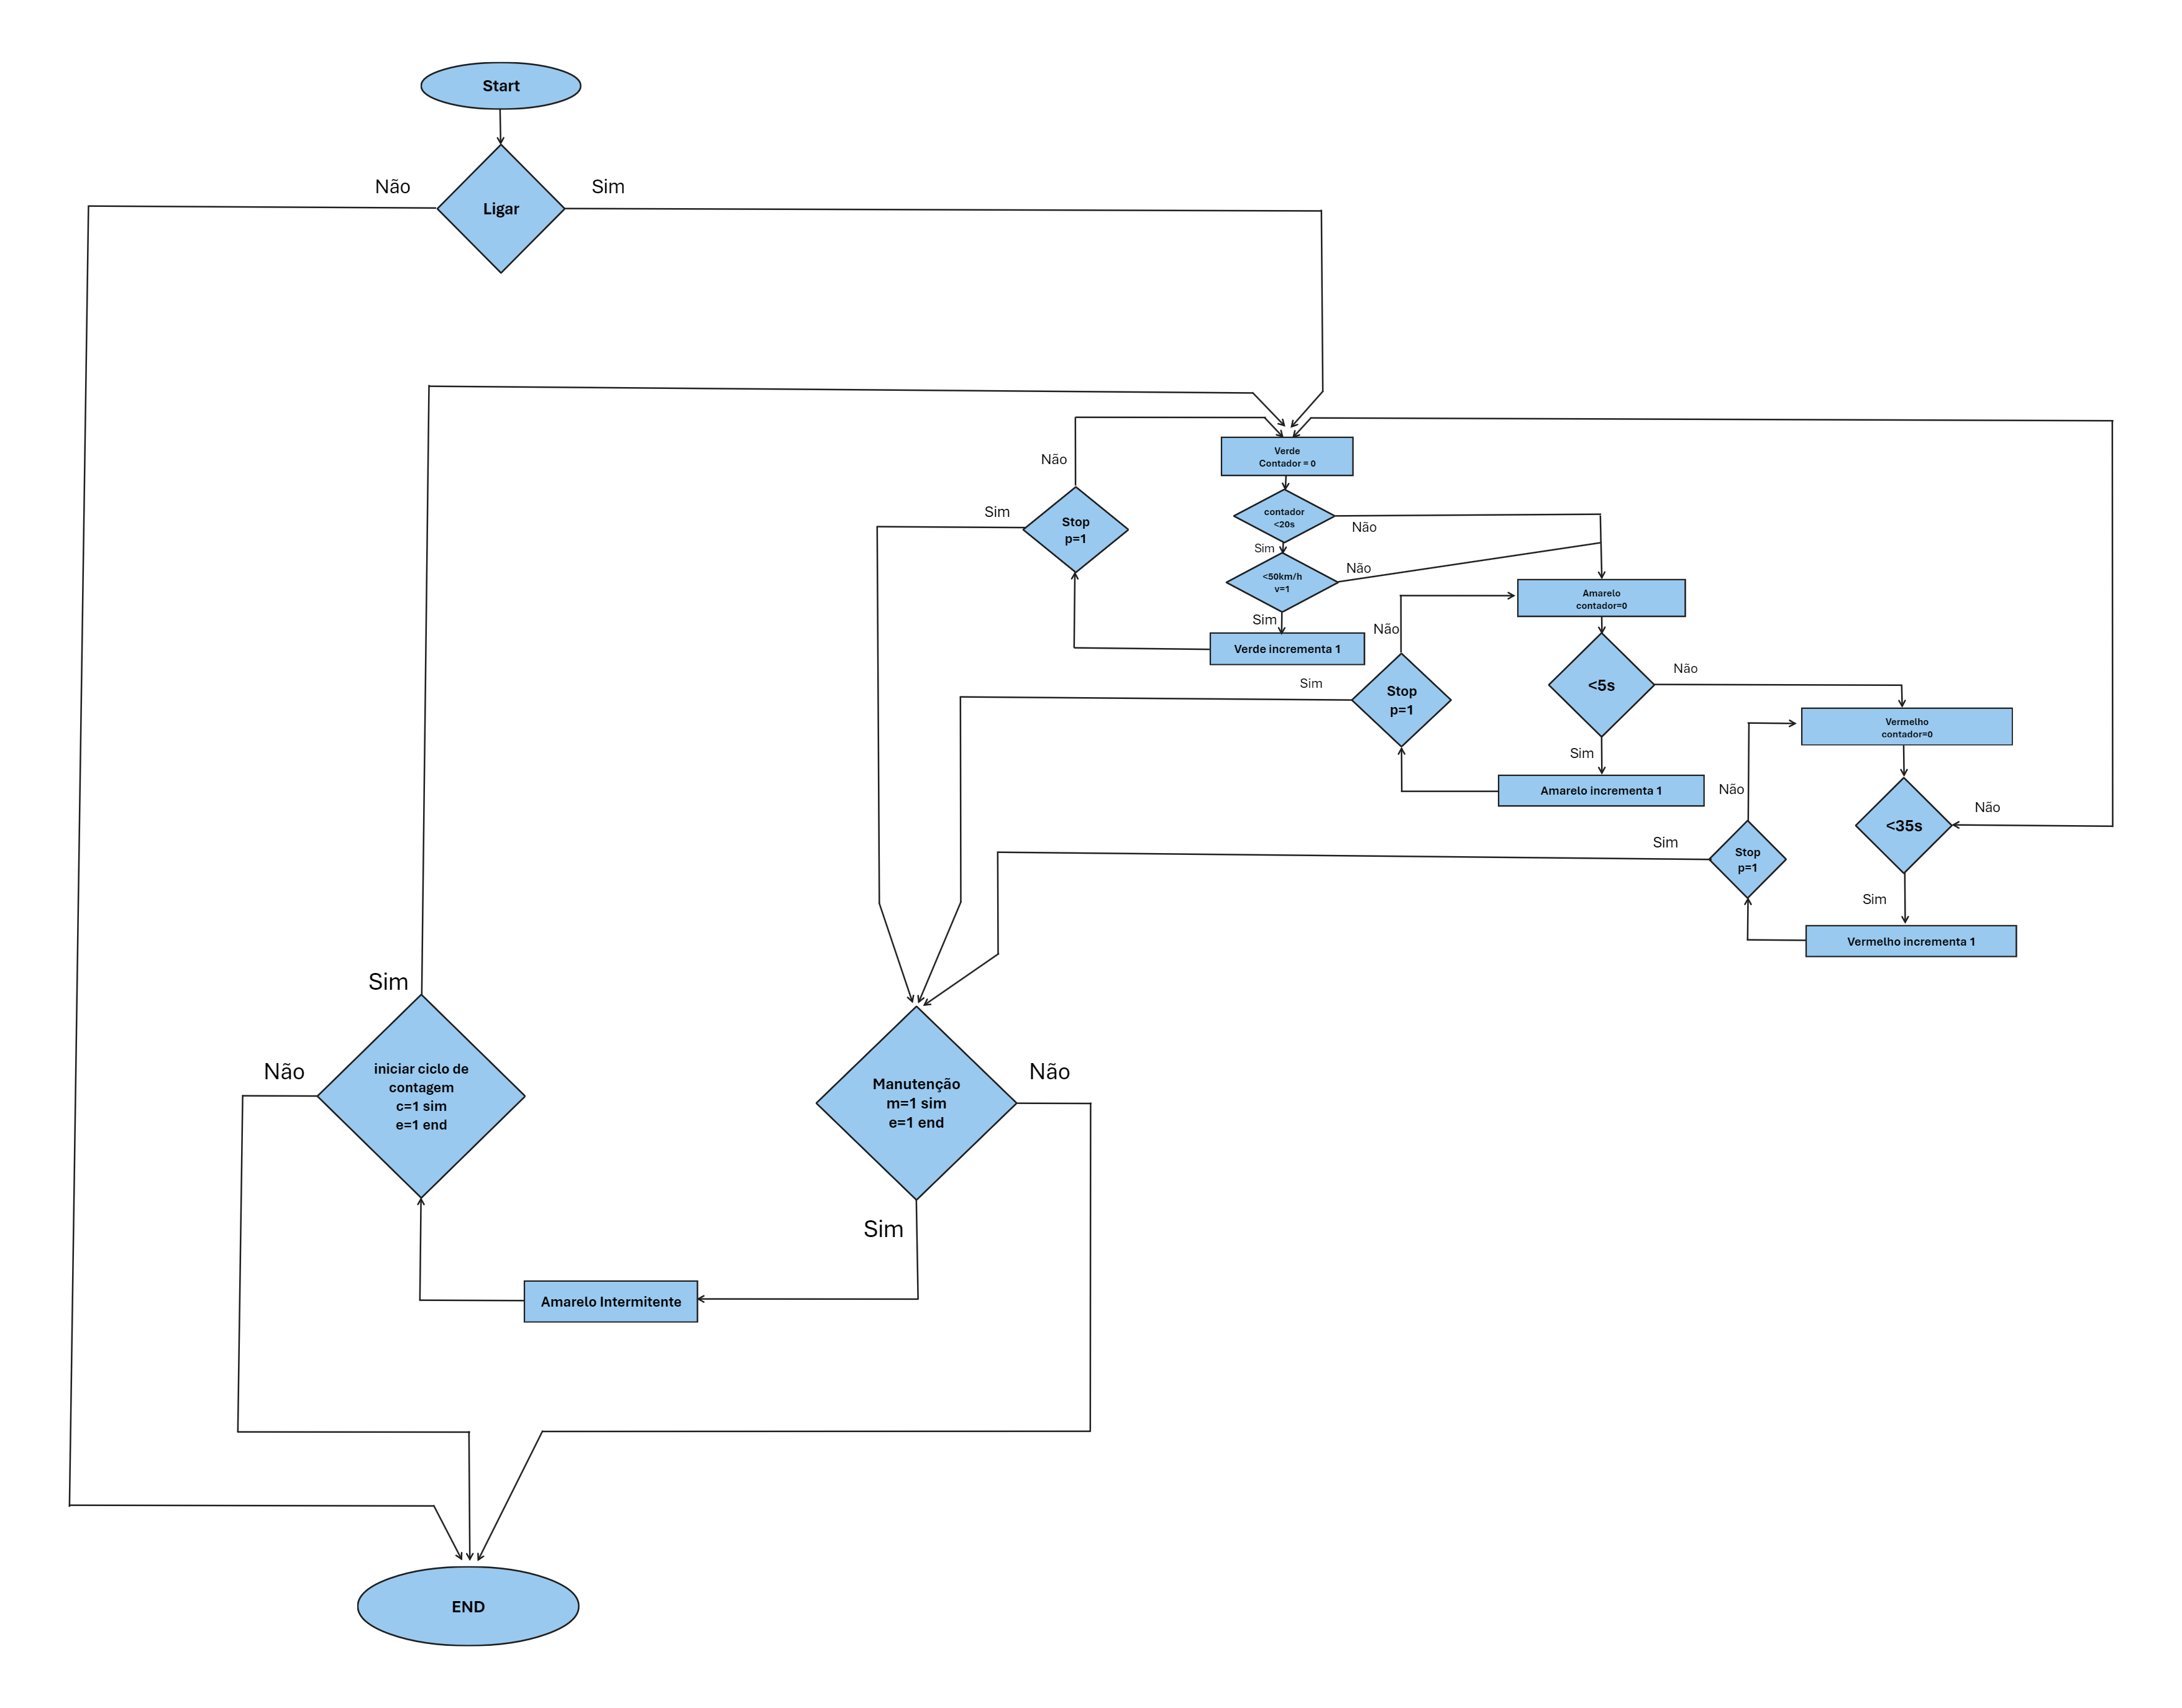 Start
Não
Sim
Ligar
Não
Verde
Contador = 0
Sim
Stop
p=1
contador
<20s
Não
Sim
<50km/h
v=1
Não
Amarelo
contador=0
Sim
Não
Verde incrementa 1
Sim
Stop
p=1
<5s
Não
Vermelho
contador=0
Sim
Não
Amarelo incrementa 1
Não
<35s
Sim
Stop
p=1
Sim
Vermelho incrementa 1
Sim
Não
iniciar ciclo de
contagem
c=1 sim
e=1 end
Manutenção
m=1 sim
e=1 end
Não
Sim
Amarelo Intermitente
END